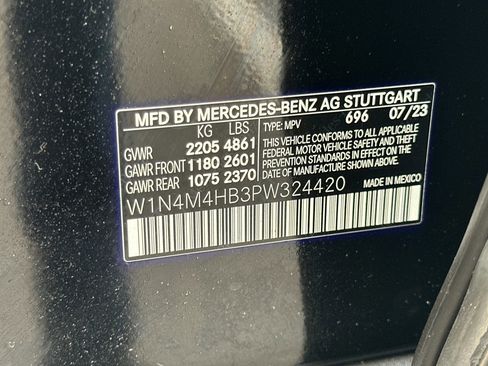 MFD BY MERCEDES-BENZ AG STUTTGART
KG LBS TYPE: MPV 696 07/23
GVWR 2205 4861 THIS VEHICLE CONFORMS TO ALL APPLICABLE
GAWR FRONT 1180 2601 FEDERAL MOTOR VEHICLE SAFETY AND THEFT
GAWR REAR 1075 2370 PREVENTION STANDARDS IN EFFECT ON THE
DATE OF MANUFACTURE SHOWN ABOVE.
W1N4M4HB3PW324420 MADE IN MEXICO